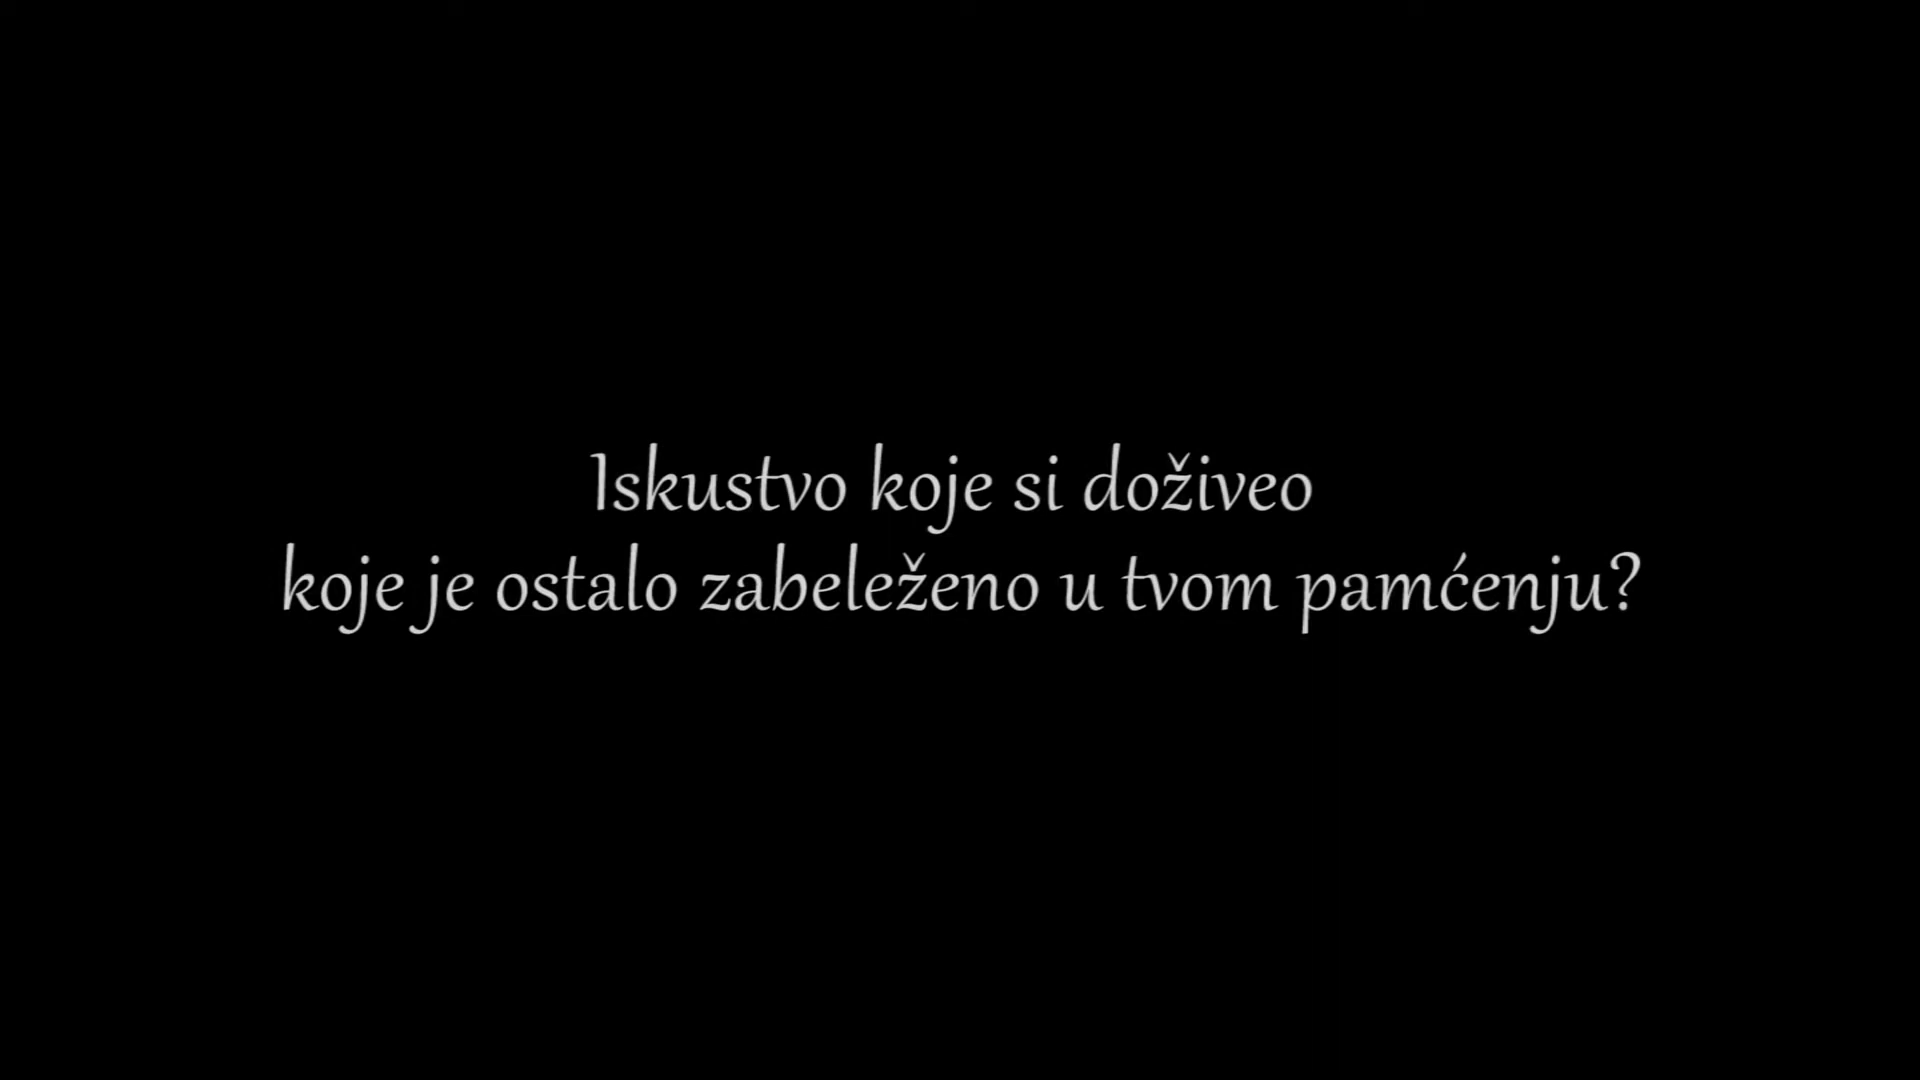 Iskustvo koje si doživeo
koje je ostalo zabeleženo u tvom pamćenju?